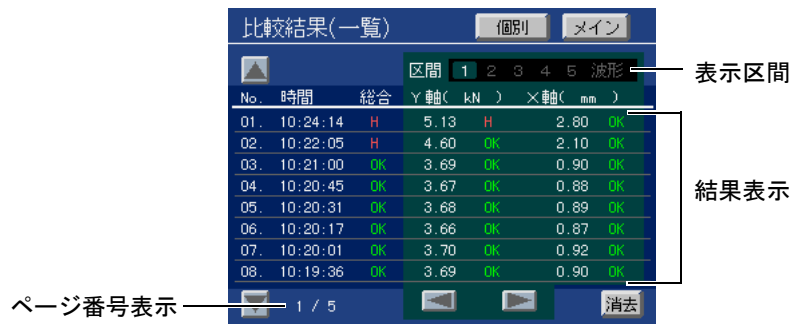 比較結果(一覧) 個別 メイン
区間 1 2 3 4 5 波形
表示区間
No. 時間 総合 Y軸( kN ) X軸( mm )
01. 10:24:14 H 5.13 H 2.80 OK
02. 10:22:05 H 4.60 OK 2.10 OK
03. 10:21:00 OK 3.69 OK 0.90 OK
04. 10:20:45 OK 3.67 OK 0.88 OK
結果表示
05. 10:20:31 OK 3.68 OK 0.89 OK
06. 10:20:17 OK 3.66 OK 0.87 OK
07. 10:20:01 OK 3.70 OK 0.92 OK
08. 10:19:36 OK 3.69 OK 0.90 OK
ページ番号表示
1 / 5 消去